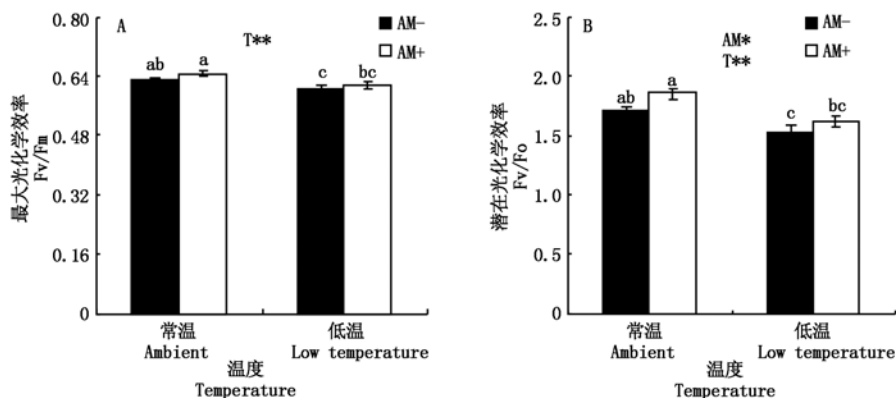 A
T**
AM-
AM+
0.80
0.64
0.48
0.32
0.16
0
最大光化学效率
Fv/Fm
ab
a
c
bc
常温
Ambient
低温
Low temperature
温度
Temperature
B
AM*
T**
AM-
AM+
2.5
2.0
1.5
1.0
0.5
0
潜在光化学效率
Fv/Fo
ab
a
c
bc
常温
Ambient
低温
Low temperature
温度
Temperature